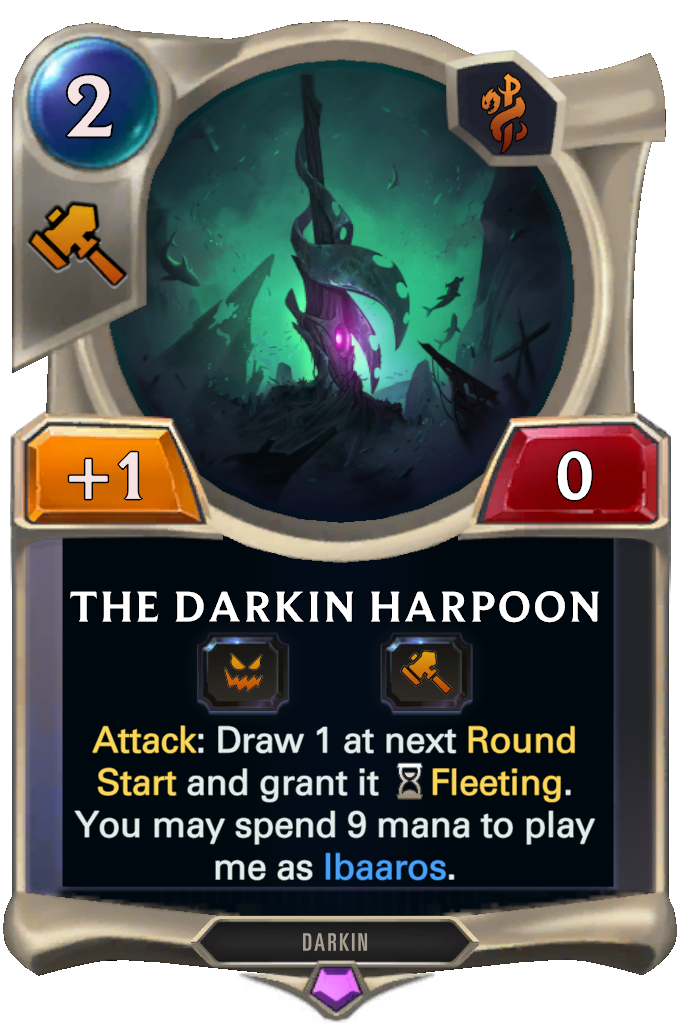 2
+1
0
THE DARKIN HARPOON
Attack: Draw 1 at next Round
Start and grant it Fleeting.
You may spend 9 mana to play
me as Ibaaros.
DARKIN